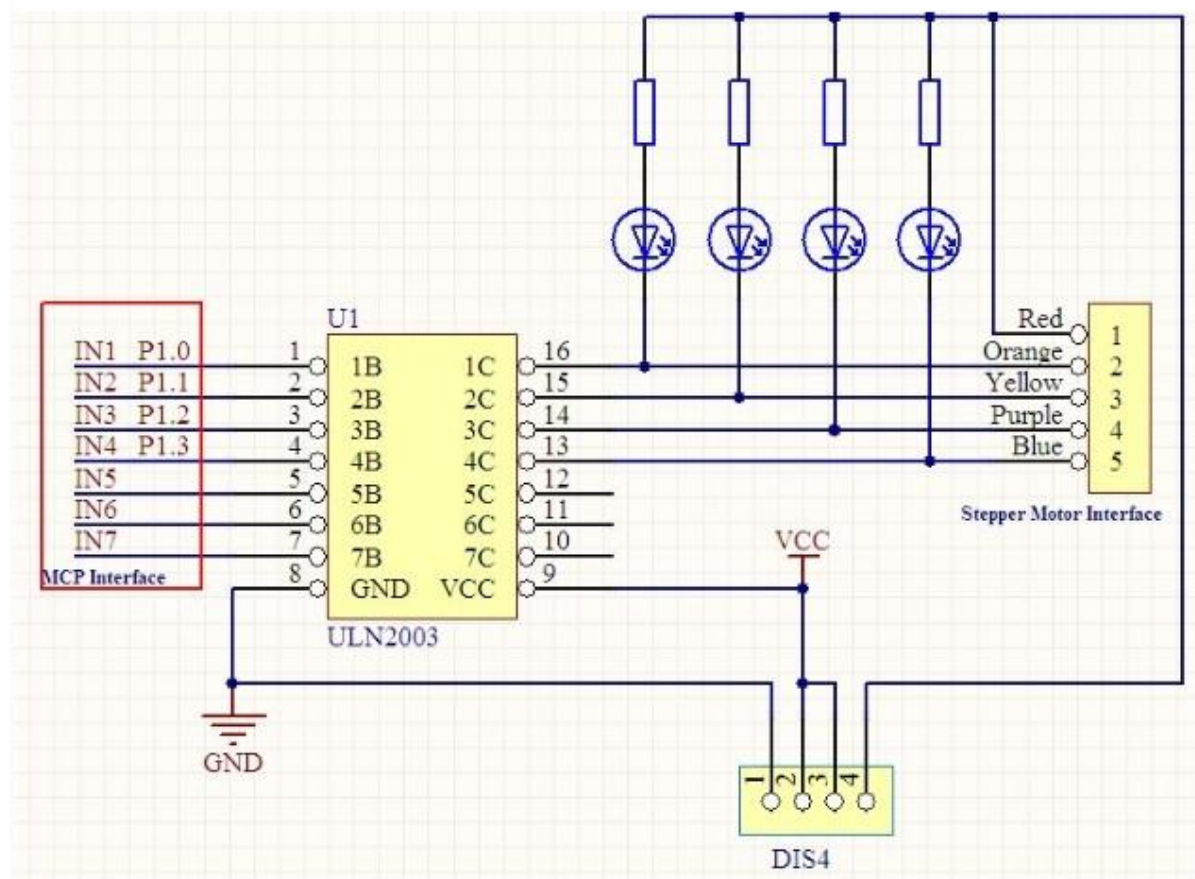 U1
IN1 P1.0 1 1B 1C 16
IN2 P1.1 2 2B 2C 15
IN3 P1.2 3 3B 3C 14
IN4 P1.3 4 4B 4C 13
IN5 5 5B 5C 12
IN6 6 6B 6C 11
IN7 7 7B 7C 10
MCP Interface
8 GND VCC 9
ULN2003
Red 1
Orange 2
Yellow 3
Purple 4
Blue 5
Stepper Motor Interface
VCC
GND
1 2 3 4
DIS4